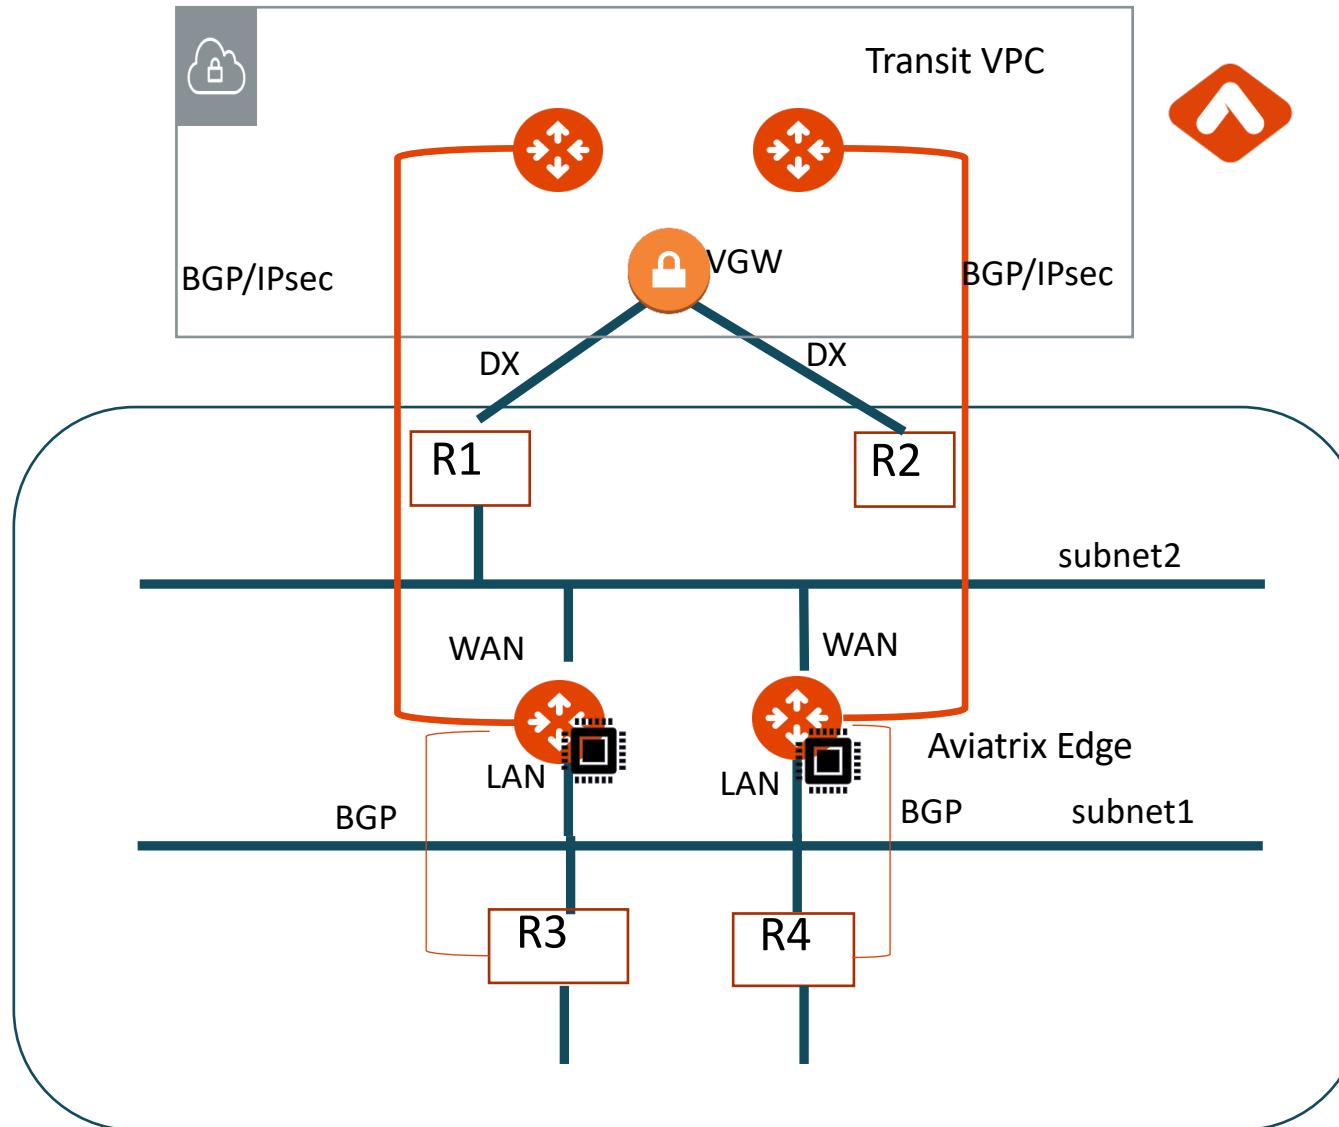 Transit VPC
VGW
BGP/IPsec
BGP/IPsec
DX
DX
R1
R2
subnet2
WAN
WAN
Aviatrix Edge
LAN
LAN
BGP
BGP
subnet1
R3
R4